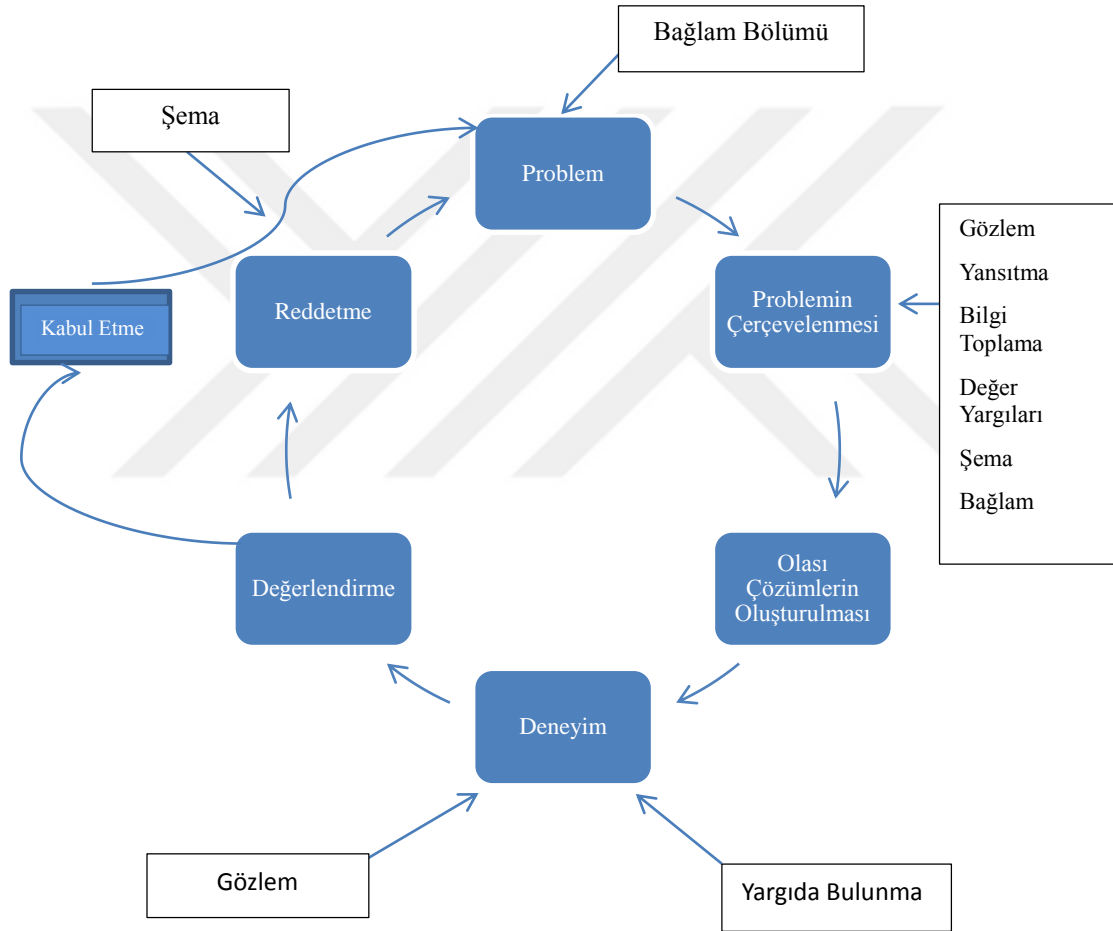 Bağlam Bölümü
Şema
Problem
Gözlem
Yansıtma
Bilgi
Toplama
Değer
Yargıları
Şema
Bağlam
Problemin
Çerçevelenmesi
Reddetme
Kabul Etme
Olası
Çözümlerin
Oluşturulması
Değerlendirme
Deneyim
Gözlem
Yargıda Bulunma